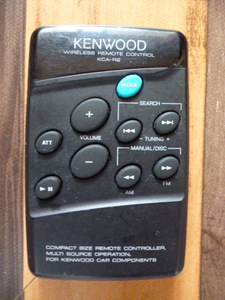 KENWOOD
WIRELESS REMOTE CONTROL
KCA-R2
MODE
SEARCH
+
VOLUME
−
ATT
- TUNING +
MANUAL/DISC
AM
FM
COMPACT SIZE REMOTE CONTROLLER,
MULTI SOURCE OPERATION,
FOR KENWOOD CAR COMPONENTS